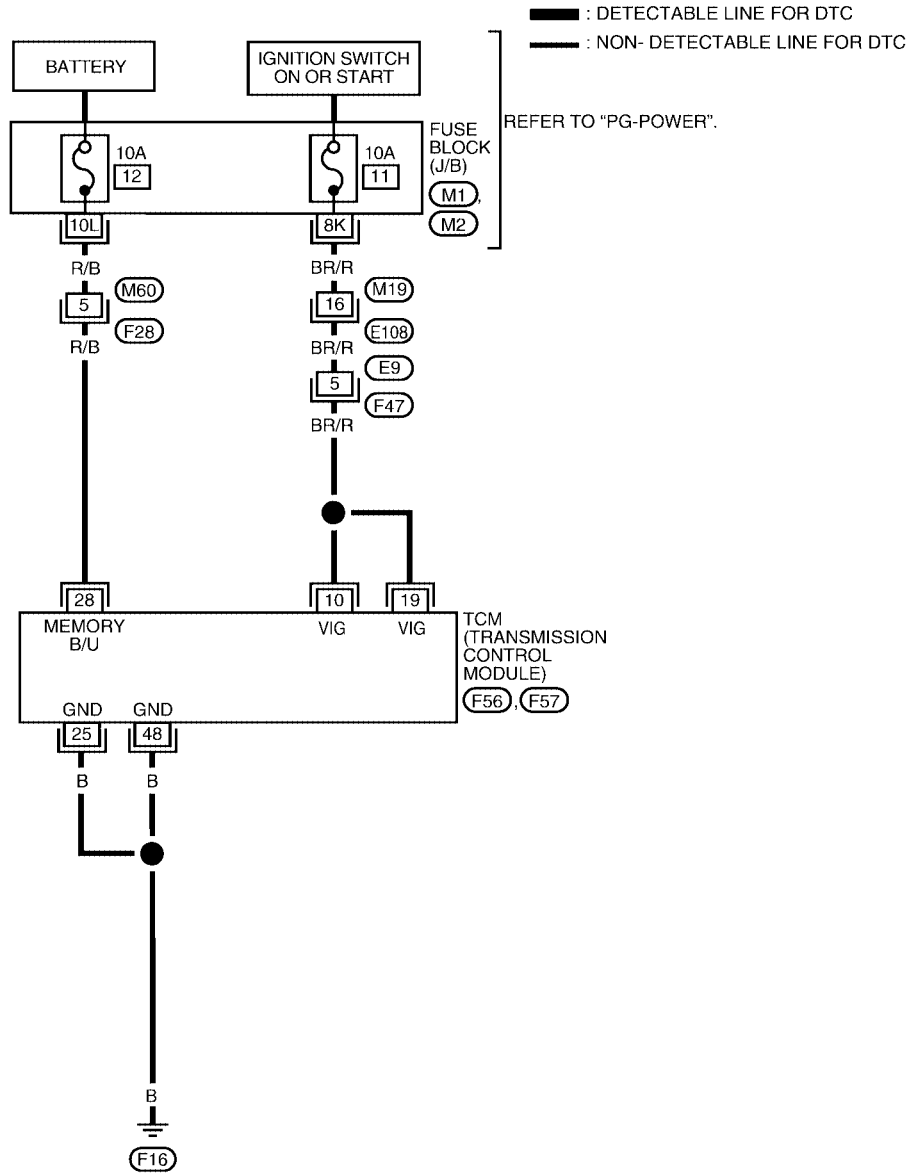 : DETECTABLE LINE FOR DTC
: NON- DETECTABLE LINE FOR DTC
BATTERY
IGNITION SWITCH
ON OR START
REFER TO “PG-POWER”.
FUSE
BLOCK
(J/B)
10A
12
10A
11
M1,
M2
10L
8K
R/B
BR/R
5
M60
F28
16
M19
E108
R/B
BR/R
5
E9
F47
BR/R
28
10
19
MEMORY
B/U
VIG
VIG
TCM
(TRANSMISSION
CONTROL
MODULE)
F56, F57
GND
GND
25
48
B
B
B
F16